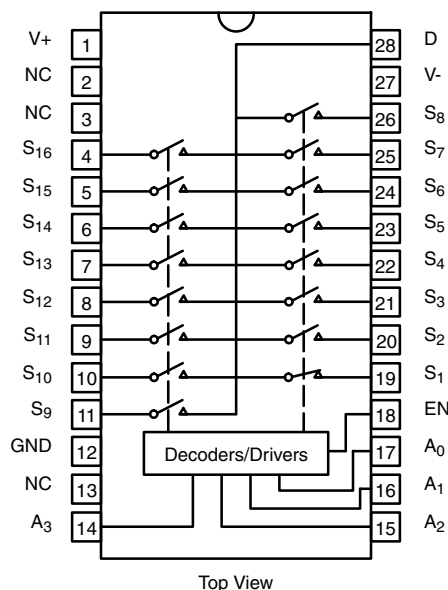 V+ 1 28 D
NC 2 27 V-
NC 3 26 S8
S16 4 25 S7
S15 5 24 S6
S14 6 23 S5
S13 7 22 S4
S12 8 21 S3
S11 9 20 S2
S10 10 19 S1
S9 11 18 EN
GND 12 Decoders/Drivers 17 A0
NC 13 16 A1
A3 14 15 A2
Top View